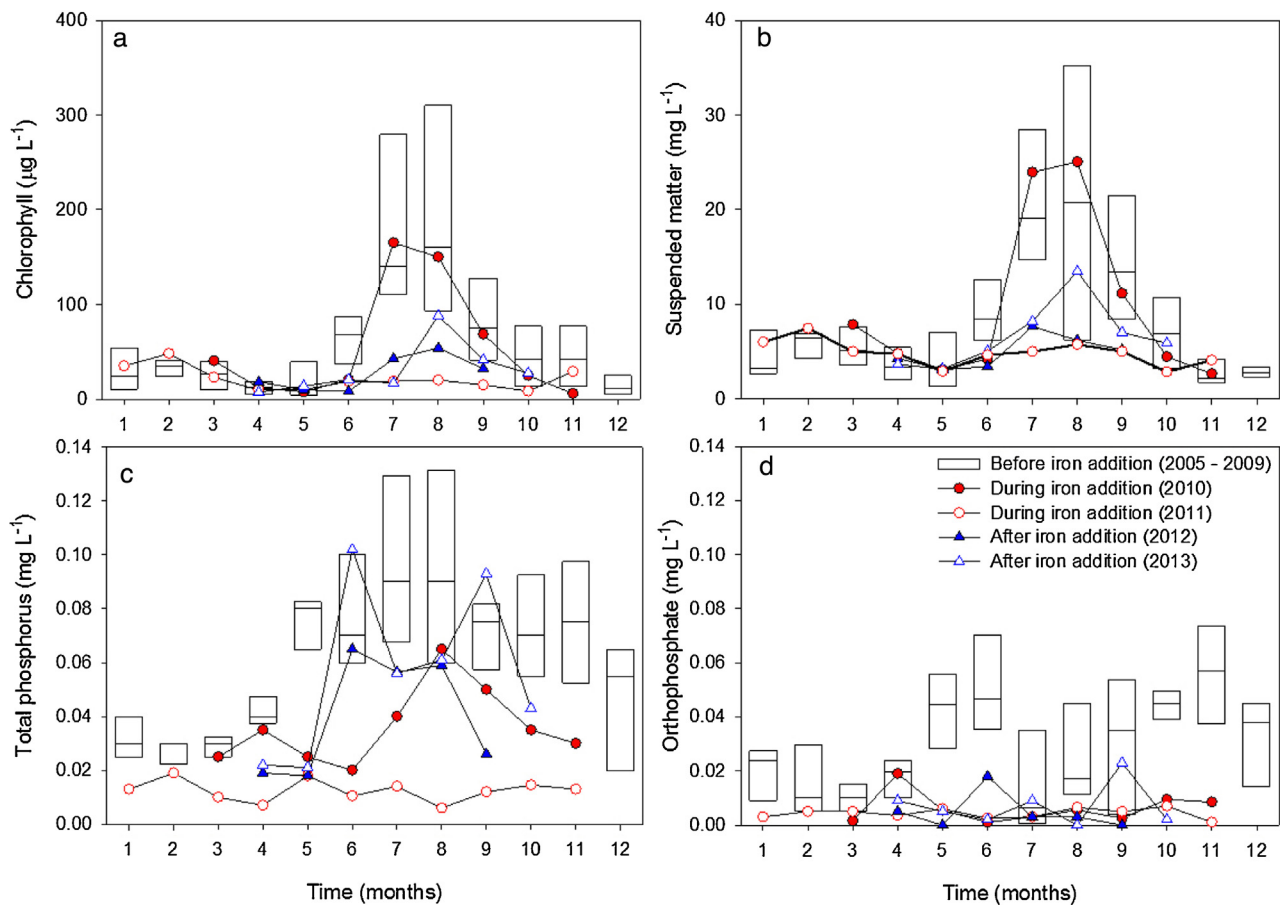 a
400
300
200
100
0
Chlorophyll (µg L-1)
1 2 3 4 5 6 7 8 9 10 11 12
b
40
30
20
10
0
Suspended matter (mg L-1)
1 2 3 4 5 6 7 8 9 10 11 12
c
0.14
0.12
0.10
0.08
0.06
0.04
0.02
0.00
Total phosphorus (mg L-1)
1 2 3 4 5 6 7 8 9 10 11 12
Time (months)
d
0.14
0.12
0.10
0.08
0.06
0.04
0.02
0.00
Orthophosphate (mg L-1)
Before iron addition (2005 - 2009)
During iron addition (2010)
During iron addition (2011)
After iron addition (2012)
After iron addition (2013)
1 2 3 4 5 6 7 8 9 10 11 12
Time (months)